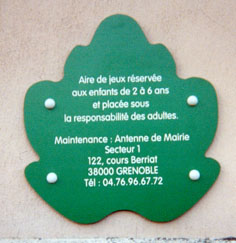 Aire de jeux réservée
aux enfants de 2 à 6 ans
et placée sous
la responsabilité des adultes.
Maintenance : Antenne de Mairie
Secteur 1
122, cours Berriat
38000 GRENOBLE
Tél : 04.76.96.67.72